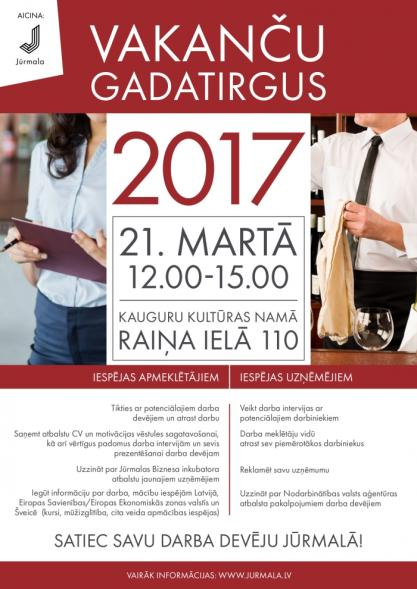 AICINA:
Jūrmala
VAKANČU
GADATIRGUS
2017
21. MARTĀ
12.00-15.00
KAUGURU KULTŪRAS NAMĀ
RAIŅA IELĀ 110
IESPĒJAS APMEKLĒTĀJIEM
Tikties ar potenciālajiem darba
devējiem un atrast darbu
Saņemt atbalstu CV un motivācijas vēstules sagatavošanai,
kā arī vērtīgus padomus darba intervijām un sevis
prezentēšanai darba devējam
Uzzināt par Jūrmalas Biznesa inkubatora
atbalstu jaunajiem uzņēmējiem
Iegūt informāciju par darba, mācību iespējām Latvijā,
Eiropas Savienības/Eiropas Ekonomiskās zonas valstīs un
Šveicē (kursi, mūžizglītība, cita veida apmācības iespējas)
IESPĒJAS UZŅĒMĒJIEM
Veikt darba intervijas ar
potenciālajiem darbiniekiem
Darba meklētāju vidū
atrast sev piemērotākos darbiniekus
Reklamēt savu uzņēmumu
Uzzināt par Nodarbinātības valsts aģentūras
atbalsta pakalpojumiem darba devējiem
SATIEC SAVU DARBA DEVĒJU JŪRMALĀ!
VAIRĀK INFORMĀCIJAS: WWW.JURMALA.LV